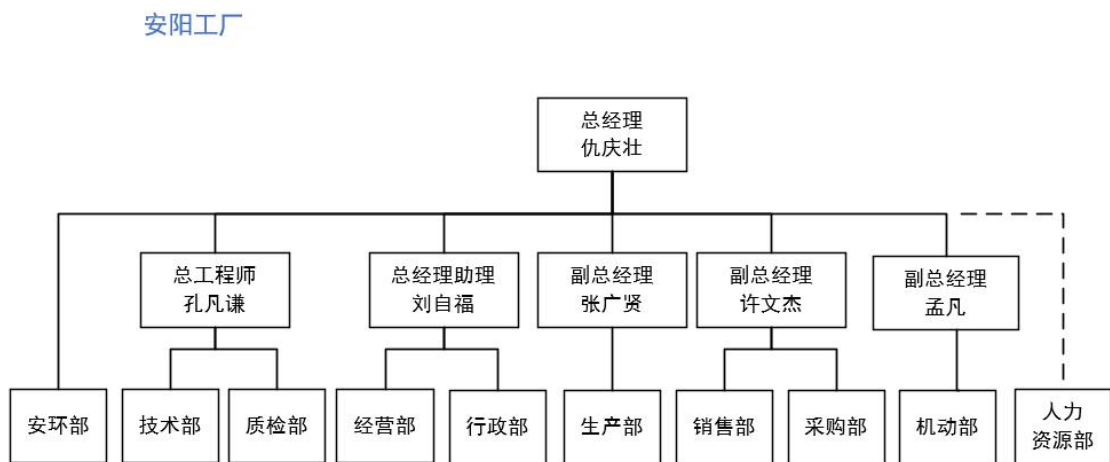 安阳工厂
总经理
仇庆壮
总工程师
孔凡谦
总经理助理
刘自福
副总经理
张广贤
副总经理
许文杰
副总经理
孟凡
安环部
技术部
质检部
经营部
行政部
生产部
销售部
采购部
机动部
人力
资源部